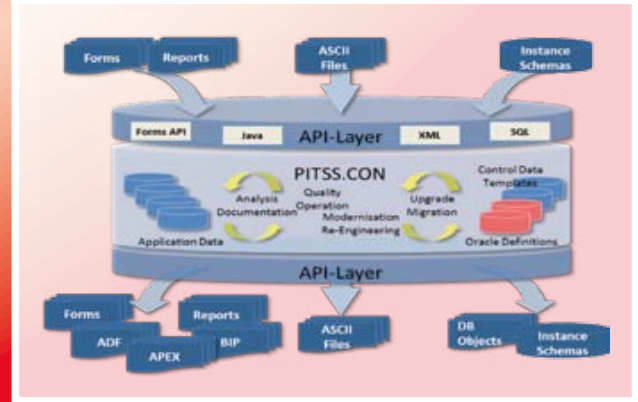 Forms
Reports
ASCII
Files
Instance
Schemas
Forms API
Java
API-Layer
XML
SQL
PITSS.CON
Analysis
Documentation
Quality
Operation
Modernisation
Re-Engineering
Upgrade
Migration
Control Data
Templates
Application Data
Oracle Definitions
API-Layer
Forms
ADF
APEX
Reports
BIP
ASCII
Files
DB
Objects
Instance
Schemas